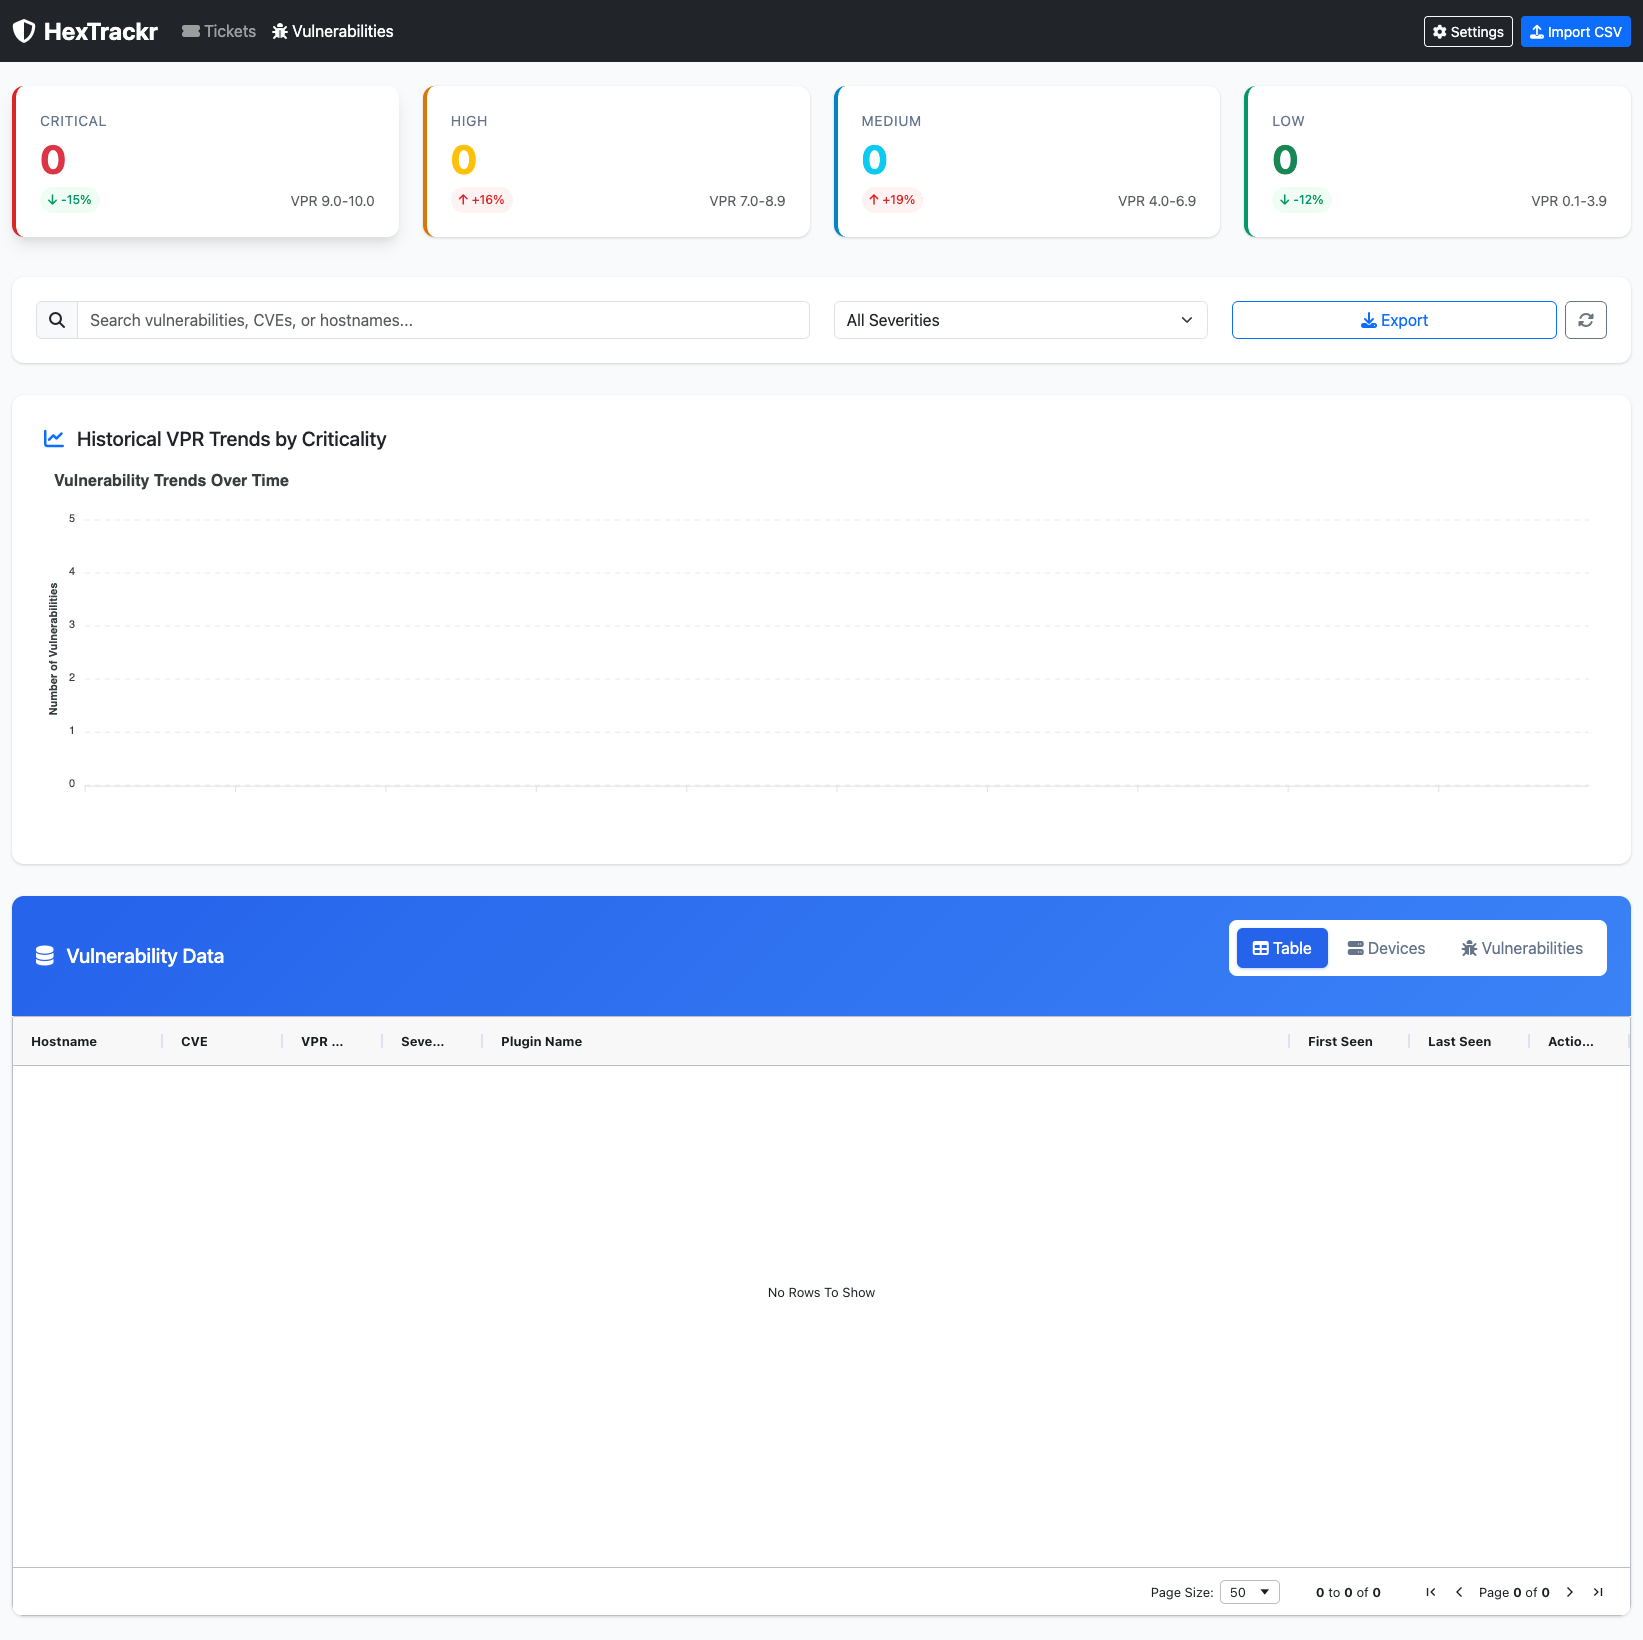 HexTrackr Tickets Vulnerabilities Settings Import CSV
CRITICAL
0
-15% VPR 9.0-10.0
HIGH
0
+16% VPR 7.0-8.9
MEDIUM
0
+19% VPR 4.0-6.9
LOW
0
-12% VPR 0.1-3.9
Search vulnerabilities, CVEs, or hostnames... All Severities Export
Historical VPR Trends by Criticality
Vulnerability Trends Over Time
Number of Vulnerabilities
5
4
3
2
1
0
Vulnerability Data Table Devices Vulnerabilities
Hostname CVE VPR ... Seve... Plugin Name First Seen Last Seen Actio...
No Rows To Show
Page Size: 50 0 to 0 of 0 Page 0 of 0